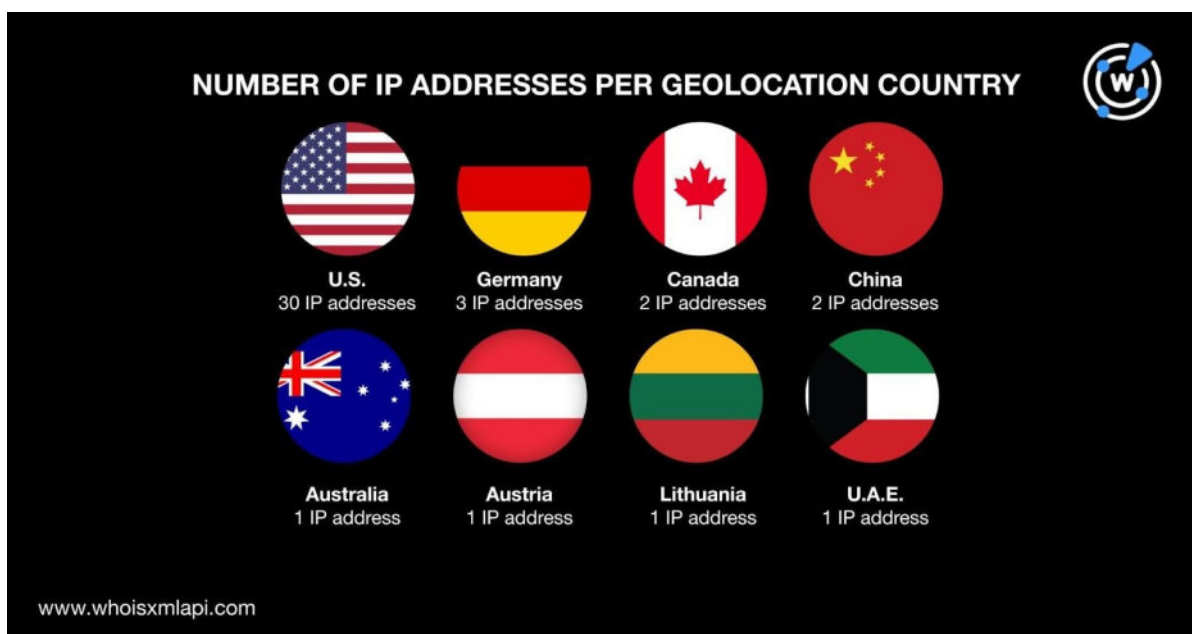 NUMBER OF IP ADDRESSES PER GEOLOCATION COUNTRY
W
U.S.
30 IP addresses
Germany
3 IP addresses
Canada
2 IP addresses
China
2 IP addresses
Australia
1 IP address
Austria
1 IP address
Lithuania
1 IP address
U.A.E.
1 IP address
www.whoisxmlapi.com